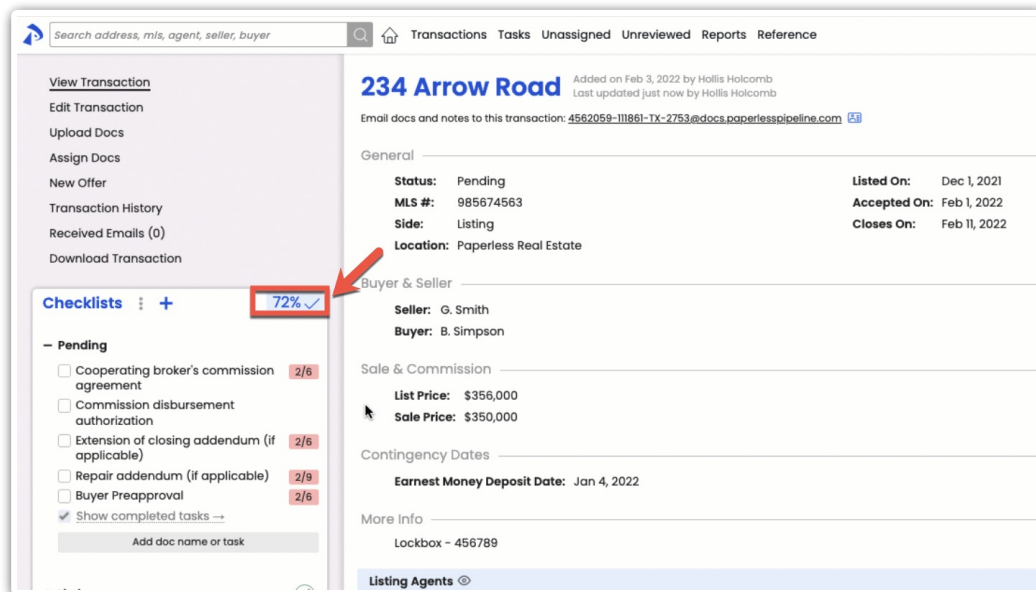 Search address, mls, agent, seller, buyer
Transactions Tasks Unassigned Unreviewed Reports Reference
View Transaction
Edit Transaction
Upload Docs
Assign Docs
New Offer
Transaction History
Received Emails (0)
Download Transaction
Checklists
72%
Pending
Cooperating broker's commission 2/6
agreement
Commission disbursement
authorization
Extension of closing addendum (if 2/6
applicable)
Repair addendum (if applicable) 2/9
Buyer Preapproval 2/6
Show completed tasks →
Add doc name or task
234 Arrow Road
Added on Feb 3, 2022 by Hollis Holcomb
Last updated just now by Hollis Holcomb
Email docs and notes to this transaction: 4562059-111861-TX-2753@docs.paperlesspipeline.com
General
Status: Pending
MLS #: 985674563
Side: Listing
Location: Paperless Real Estate
Listed On: Dec 1, 2021
Accepted On: Feb 1, 2022
Closes On: Feb 11, 2022
Buyer & Seller
Seller: G. Smith
Buyer: B. Simpson
Sale & Commission
List Price: $356,000
Sale Price: $350,000
Contingency Dates
Earnest Money Deposit Date: Jan 4, 2022
More Info
Lockbox - 456789
Listing Agents